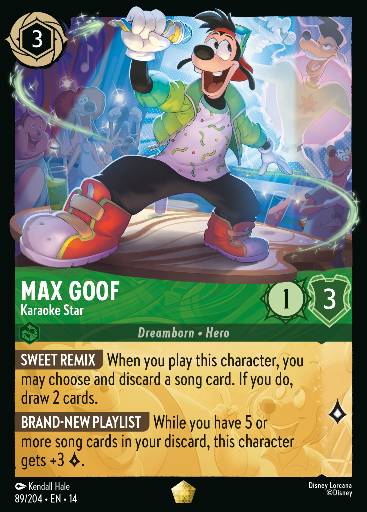 3
MAX GOOF
Karaoke Star
1
3
Dreamborn • Hero
SWEET REMIX When you play this character, you
may choose and discard a song card. If you do,
draw 2 cards.
BRAND-NEW PLAYLIST While you have 5 or
more song cards in your discard, this character
gets +3 .
Kendall Hale
89/204 • EN • 14
Disney Lorcana
©Disney